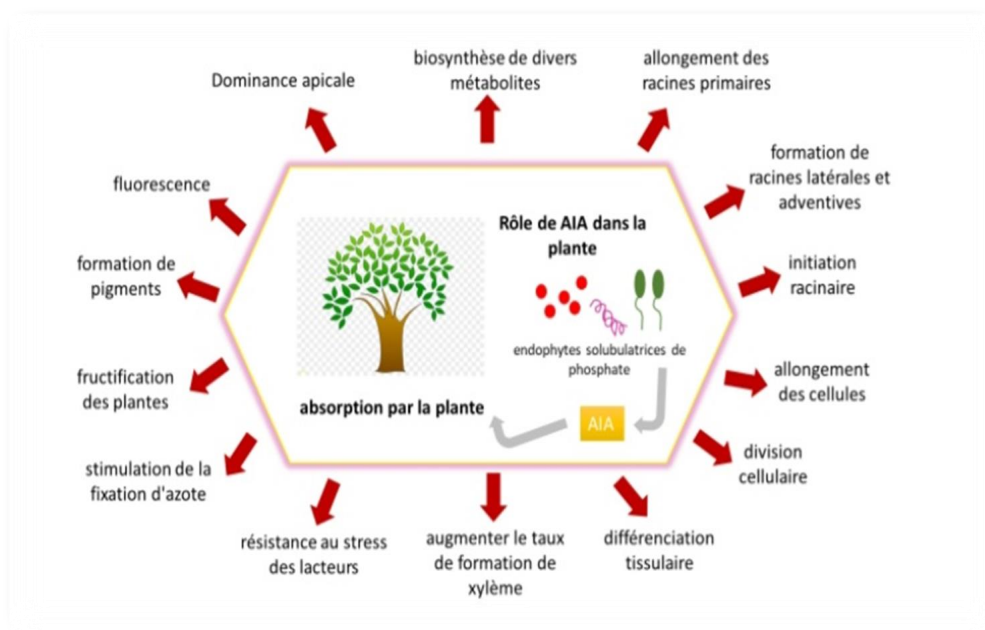 Dominance apicale
biosynthèse de divers
métabolites
allongement des
racines primaires
formation de
racines latérales et
adventives
fluorescence
Rôle de AIA dans la
plante
formation de
pigments
initiation
racinaire
endophytes solubulatrices de
phosphate
fructification
des plantes
allongement
des cellules
absorption par la plante
AIA
stimulation de la
fixation d'azote
division
cellulaire
résistance au stress
des lacteurs
augmenter le taux
de formation de
xylème
différenciation
tissulaire